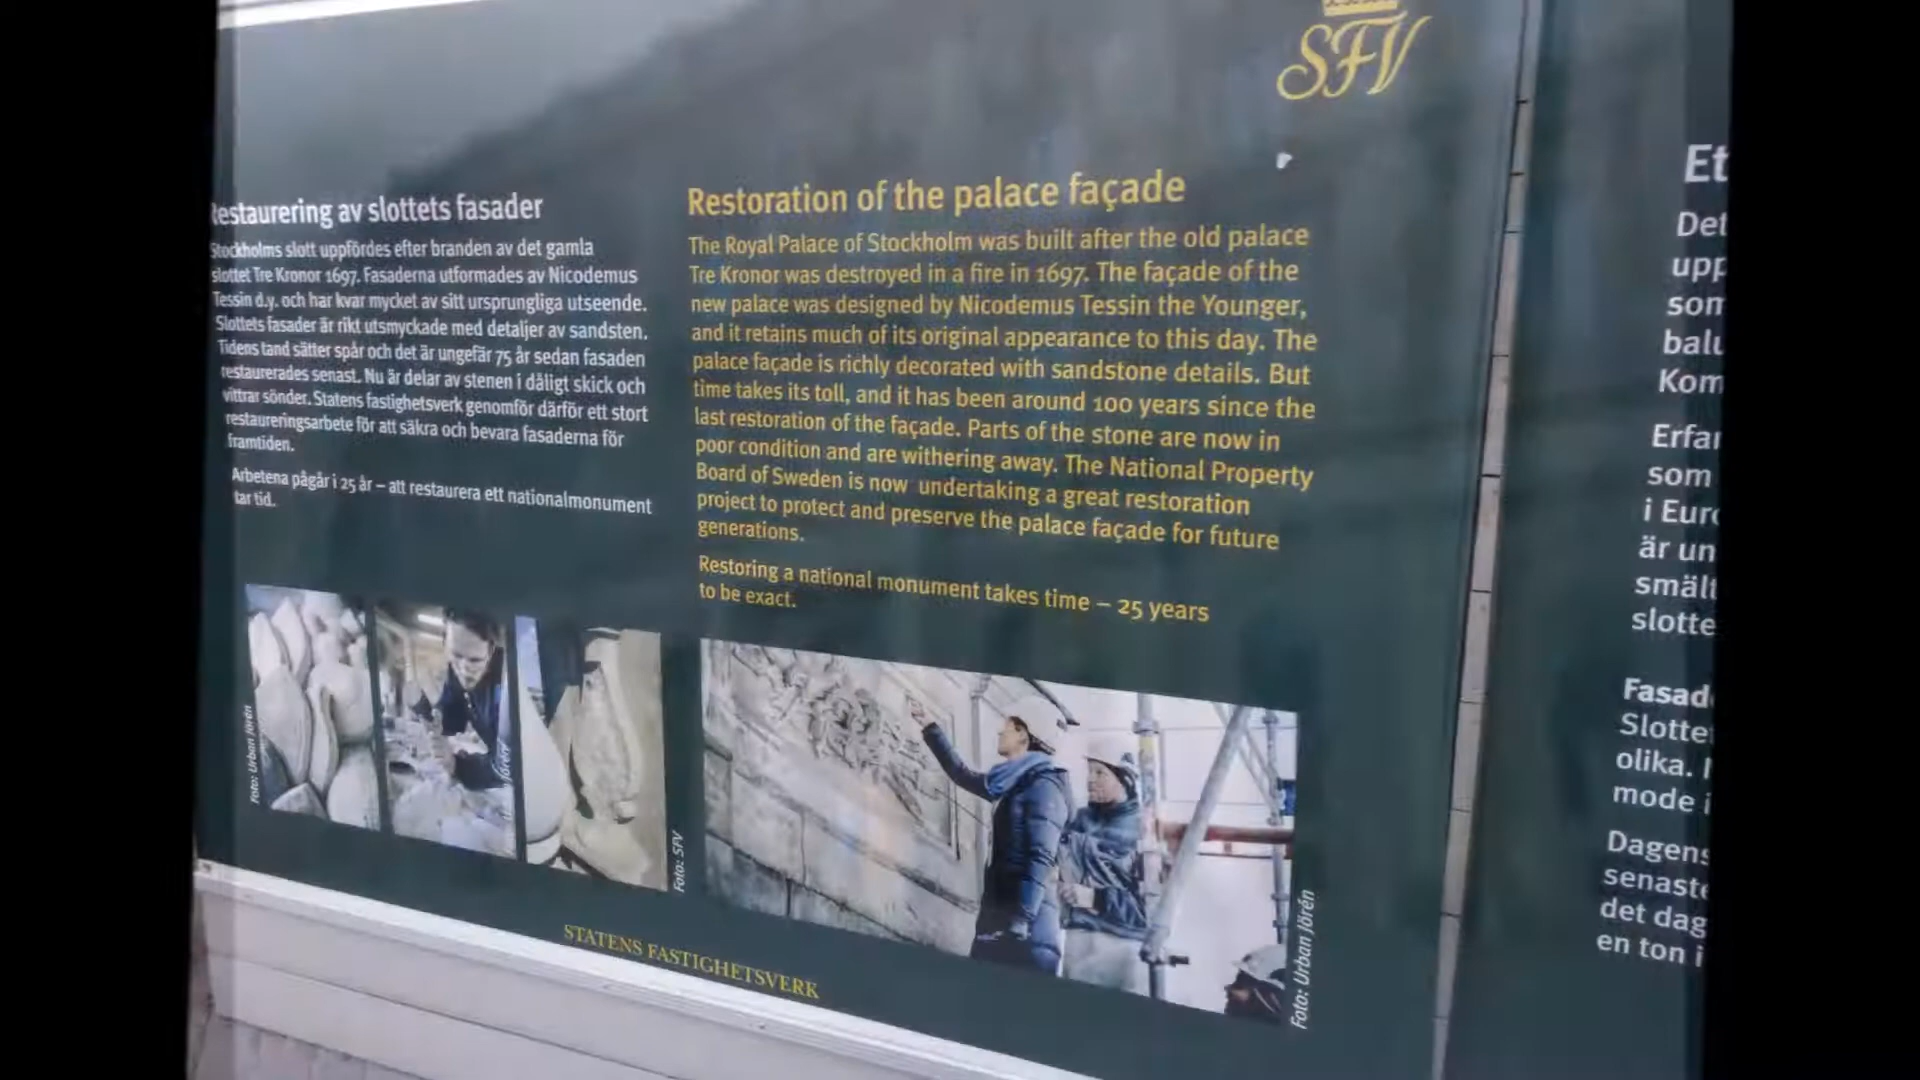 SFV
Restaurering av slottets fasader
Stockholms slott uppfördes efter branden av det gamla
slottet Tre Kronor 1697. Fasaderna utformades av Nicodemus
Tessin d.y. och har kvar mycket av sitt ursprungliga utseende.
Slottets fasader är rikt utsmyckade med detaljer av sandsten.
Tidens tand sätter spår och det är ungefär 75 år sedan fasaden
restaurerades senast. Nu är delar av stenen i dåligt skick och
vittrar sönder. Statens fastighetsverk genomför därför ett stort
restaureringsarbete för att säkra och bevara fasaderna för
framtiden.
Arbetena pågår i 25 år – att restaurera ett nationalmonument
tar tid.
Restoration of the palace façade
The Royal Palace of Stockholm was built after the old palace
Tre Kronor was destroyed in a fire in 1697. The façade of the
new palace was designed by Nicodemus Tessin the Younger,
and it retains much of its original appearance to this day. The
palace façade is richly decorated with sandstone details. But
time takes its toll, and it has been around 100 years since the
last restoration of the façade. Parts of the stone are now in
poor condition and are withering away. The National Property
Board of Sweden is now undertaking a great restoration
project to protect and preserve the palace façade for future
generations.
Restoring a national monument takes time – 25 years
to be exact.
Foto: Urban Jörén
Jörén
Foto: SFV
Foto: Urban Jörén
STATENS FASTIGHETSVERK
Et
Det
upp
som
balu
Kom
Erfar
som
i Euro
är un
smält
slotte
Fasad
Slottet
olika.
mode i
Dagens
senaste
det dag
en ton i